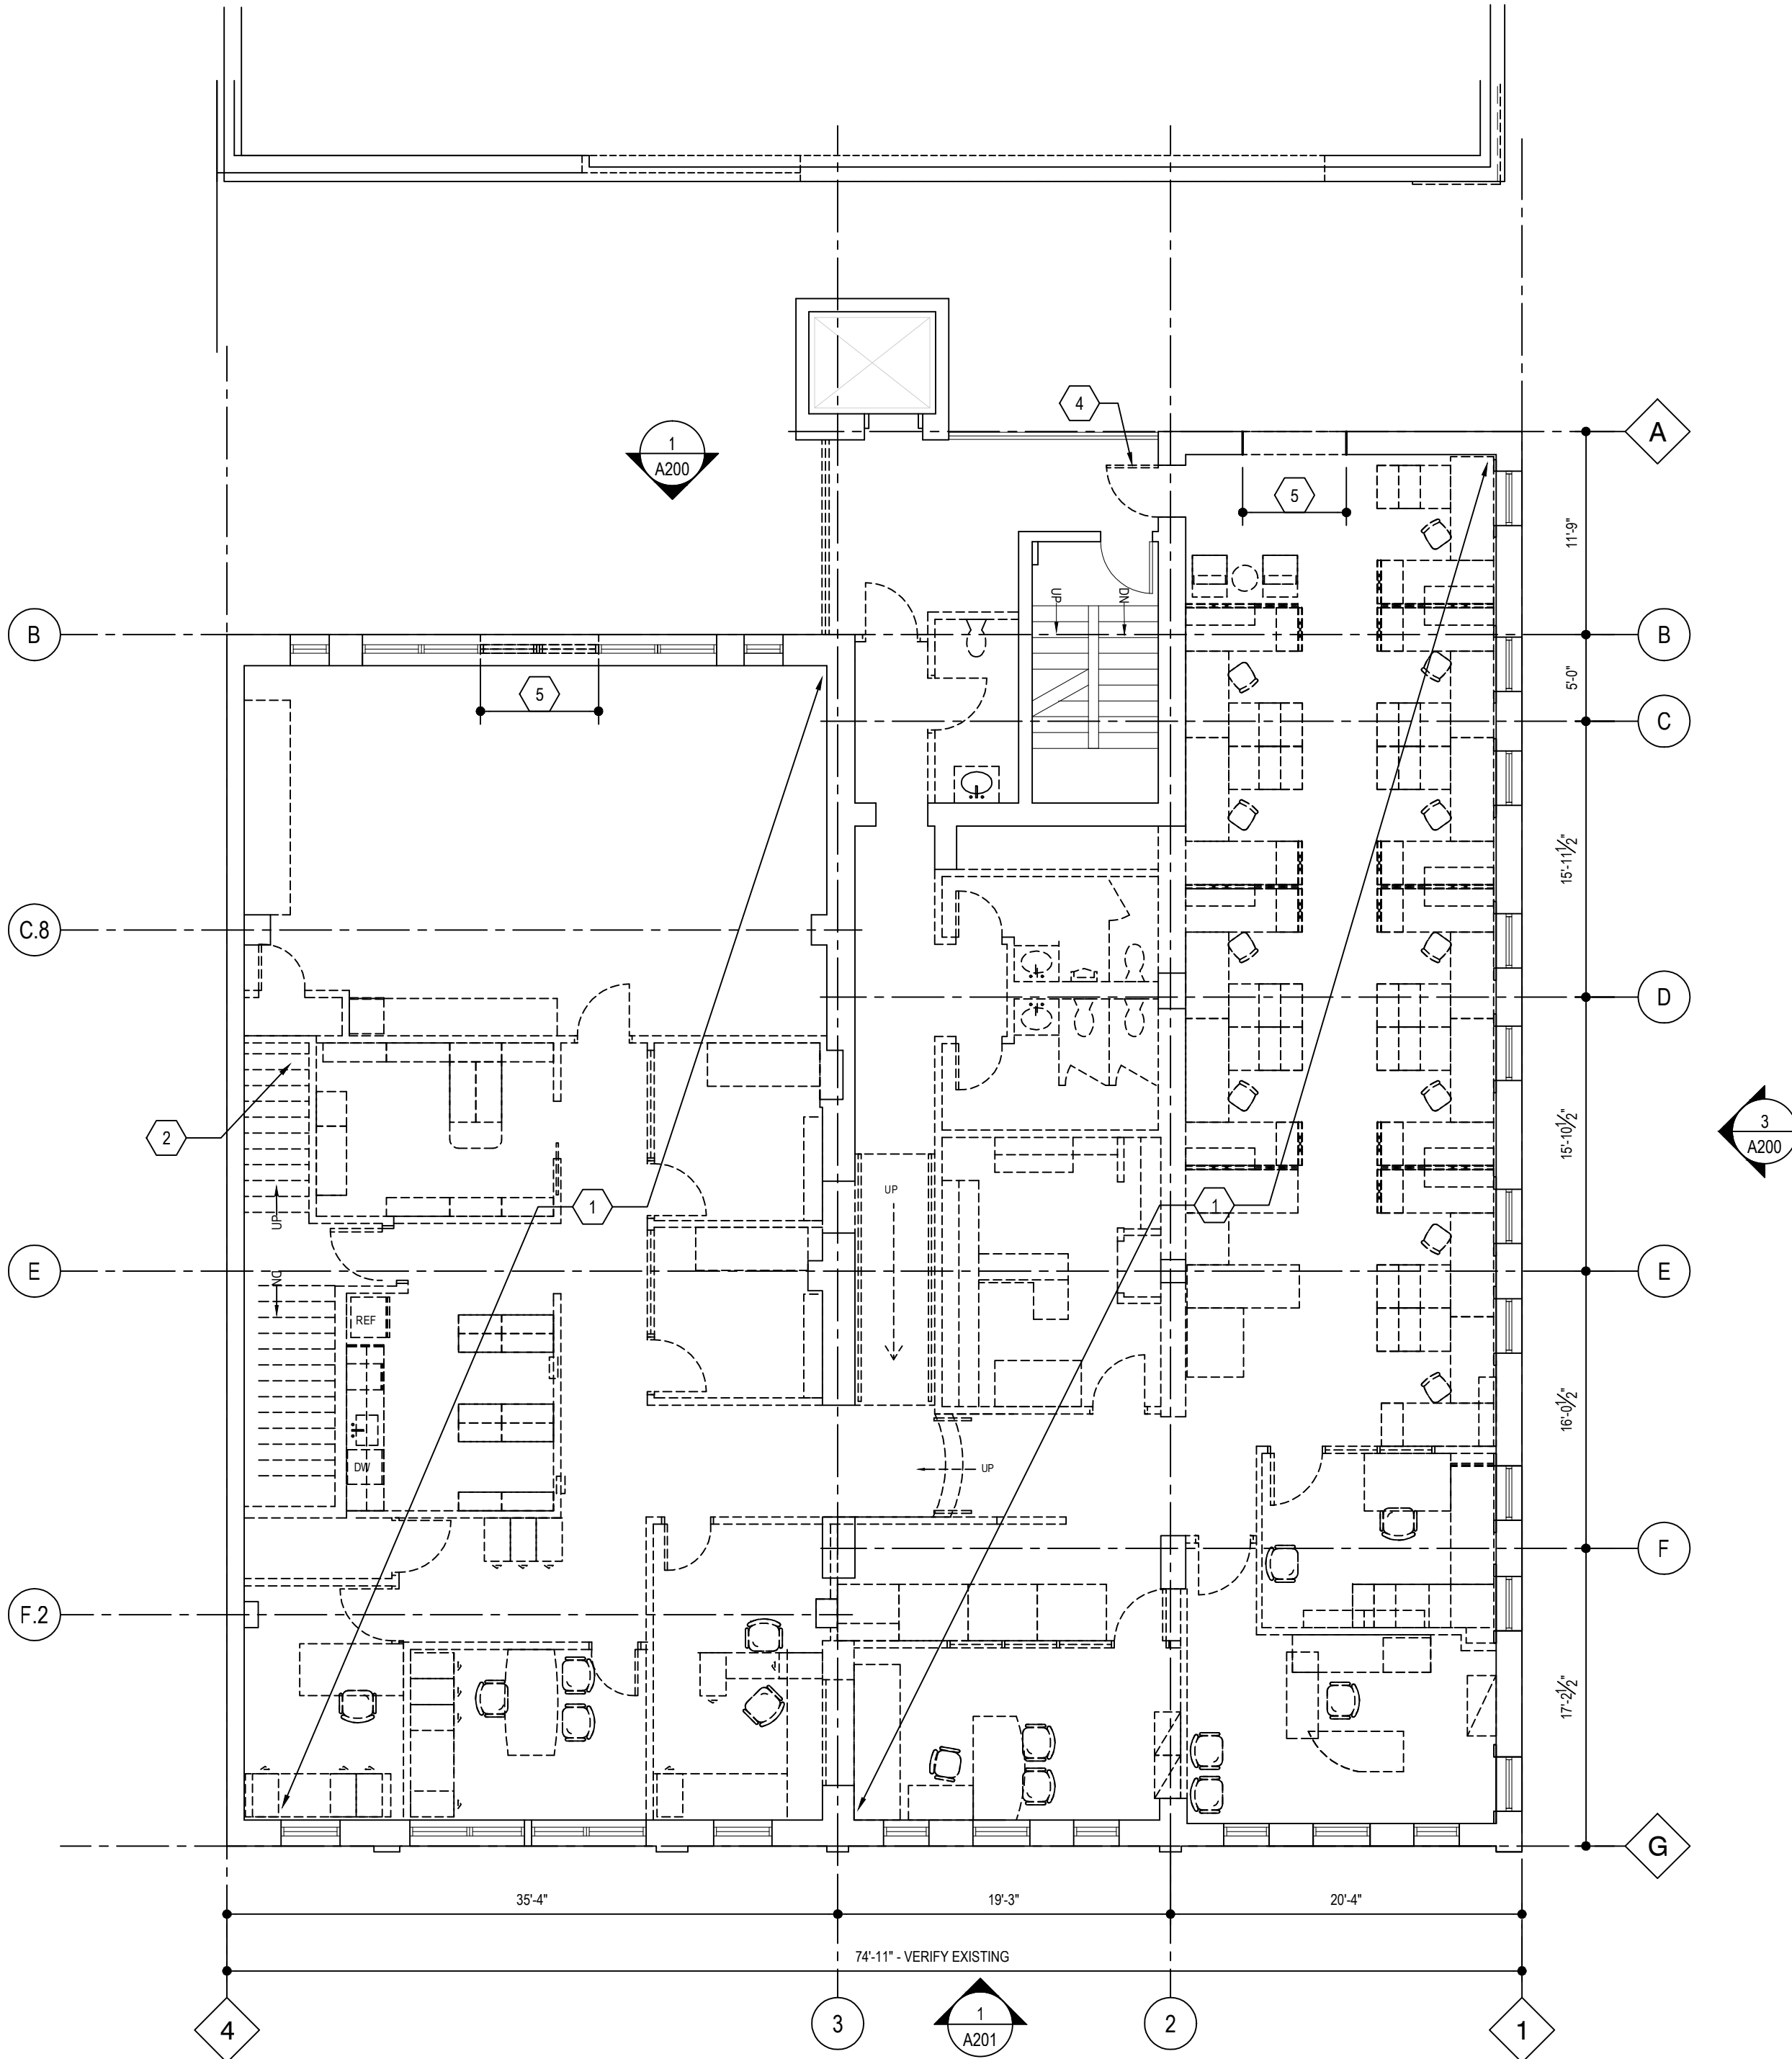 4
A
1
A200
5
11'-9"
UP
DN
B
B
5
5'-0"
C
15'-11½"
C.8
D
2
3
A200
15'-10½"
UP
1
UP
1
DN
E
E
REF
16'-0½"
DW
UP
F
F.2
17'-2½"
G
35'-4"
19'-3"
20'-4"
74'-11" - VERIFY EXISTING
4
3
1
A201
2
1